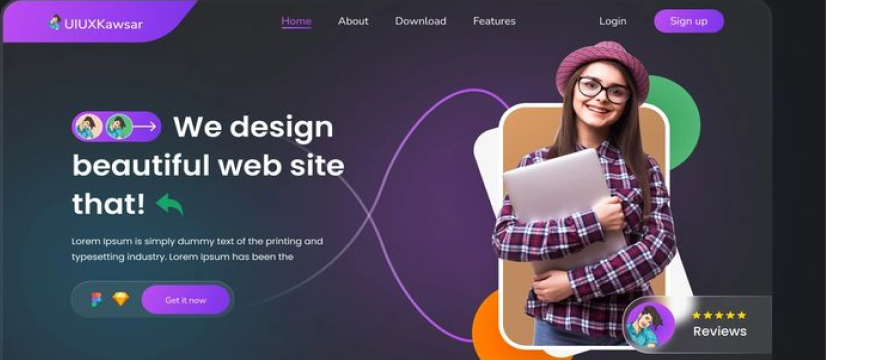 UIUXKawsar
Home About Download Features Login Sign up
We design
beautiful web site
that!
Lorem Ipsum is simply dummy text of the printing and
typesetting industry. Lorem Ipsum has been the
Get it now
Reviews